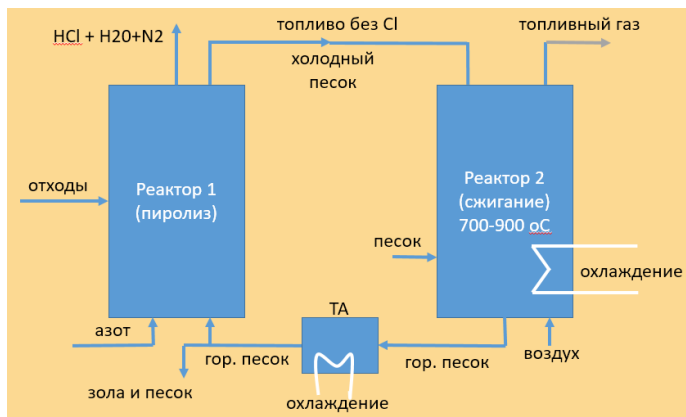 HCl + H20+N2
топливо без Cl
холодный
песок
топливный газ
отходы
Реактор 1
(пиролиз)
Реактор 2
(сжигание)
700-900 оС
песок
охлаждение
ТА
азот
гор. песок
гор. песок
воздух
зола и песок
охлаждение